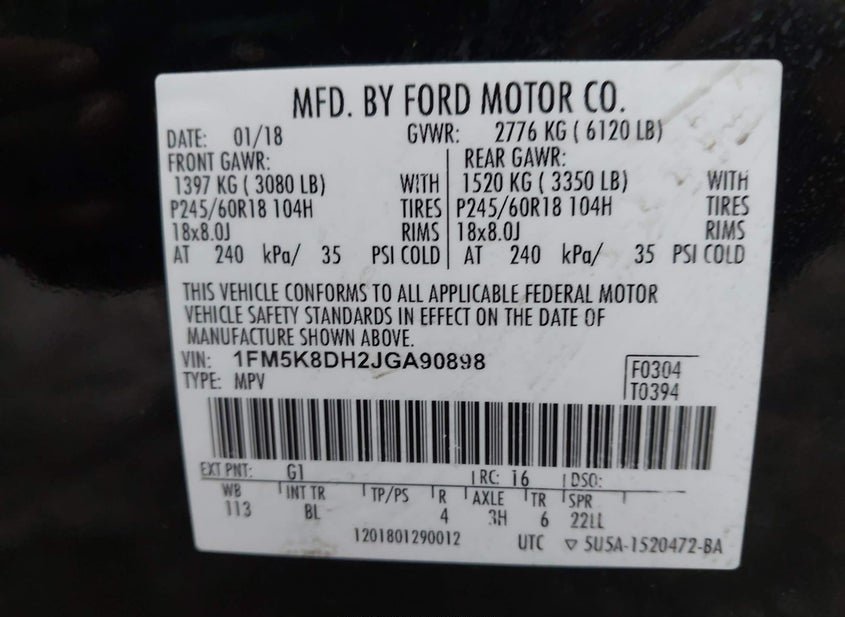 MFD. BY FORD MOTOR CO.
DATE: 01/18 GVWR: 2776 KG ( 6120 LB)
FRONT GAWR: REAR GAWR:
1397 KG ( 3080 LB) WITH 1520 KG ( 3350 LB) WITH
P245/60R18 104H TIRES P245/60R18 104H TIRES
18x8.0J RIMS 18x8.0J RIMS
AT 240 kPa/ 35 PSI COLD AT 240 kPa/ 35 PSI COLD
THIS VEHICLE CONFORMS TO ALL APPLICABLE FEDERAL MOTOR
VEHICLE SAFETY STANDARDS IN EFFECT ON THE DATE OF
MANUFACTURE SHOWN ABOVE.
VIN: 1FM5K8DH2JGA90898
TYPE: MPV
F0304
T0394
EXT PNT: G1 RC: 16 DSO:
WB INT TR TP/PS R AXLE TR SPR
113 BL 4 3H 6 22LL
1201801290012 UTC ▽ 5U5A-1520472-BA